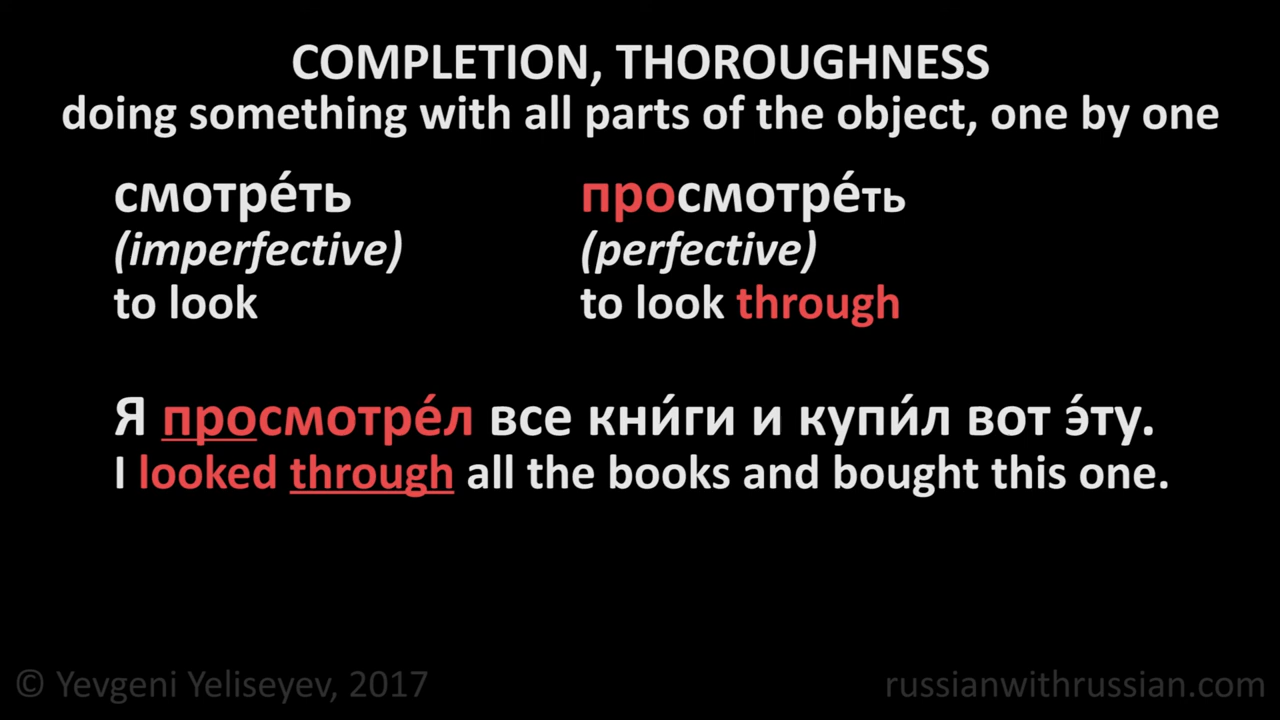 COMPLETION, THOROUGHNESS
doing something with all parts of the object, one by one
смотре́ть просмотре́ть
(imperfective) (perfective)
to look to look through
Я просмотре́л все кни́ги и купи́л вот э́ту.
I looked through all the books and bought this one.
© Yevgeni Yeliseyev, 2017 russianwithrussian.com